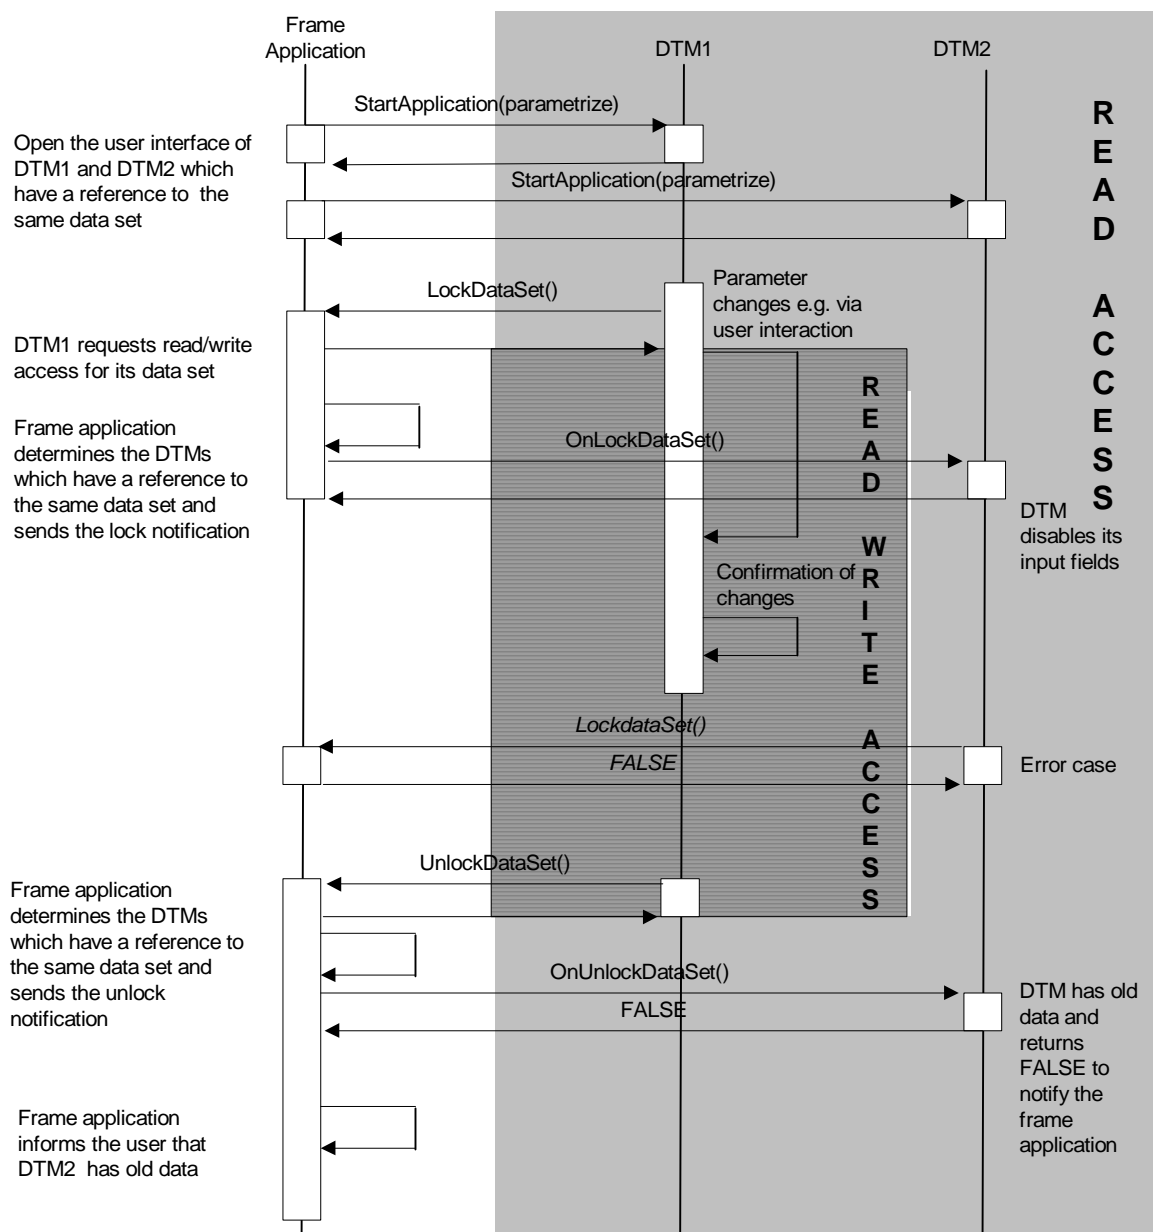 Frame
Application
DTM1
DTM2
StartApplication(parametrize)
Open the user interface of
DTM1 and DTM2 which
have a reference to the
same data set
StartApplication(parametrize)
READ ACCESS
LockDataSet()
Parameter
changes e.g. via
user interaction
DTM1 requests read/write
access for its data set
READ WRITE ACCESS
Frame application
determines the DTMs
which have a reference to
the same data set and
sends the lock notification
OnLockDataSet()
DTM
disables its
input fields
Confirmation of
changes
LockdataSet()
FALSE
Error case
UnlockDataSet()
Frame application
determines the DTMs
which have a reference to
the same data set and
sends the unlock
notification
OnUnlockDataSet()
FALSE
DTM has old
data and
returns
FALSE to
notify the
frame
application
Frame application
informs the user that
DTM2 has old data